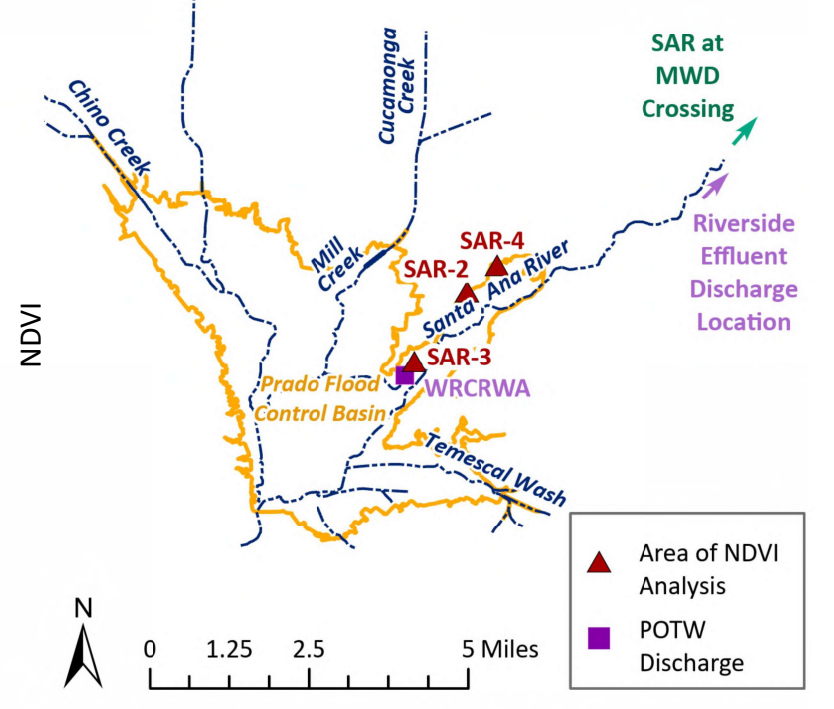 SAR at
MWD
Crossing
Cucamonga
Creek
Chino Creek
Riverside
Effluent
Discharge
Location
SAR-4
Mill
Creek
SAR-2
Santa Ana River
NDVI
SAR-3
WRCRWA
Prado Flood
Control Basin
Temescal Wash
Area of NDVI
Analysis
POTW
Discharge
N
0 1.25 2.5 5 Miles